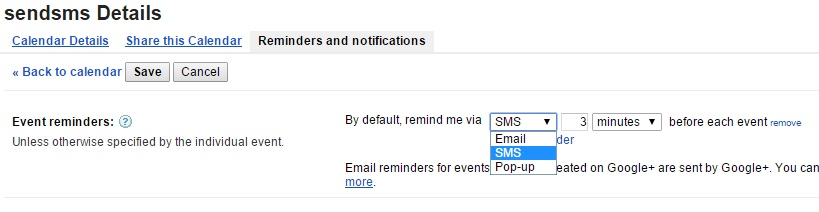 sendsms Details
Calendar Details Share this Calendar Reminders and notifications
« Back to calendar Save Cancel
Event reminders: ? By default, remind me via SMS 3 minutes before each event remove
Unless otherwise specified by the individual event.
Email
SMS
Pop-up
der
Email reminders for events eated on Google+ are sent by Google+. You can
more.